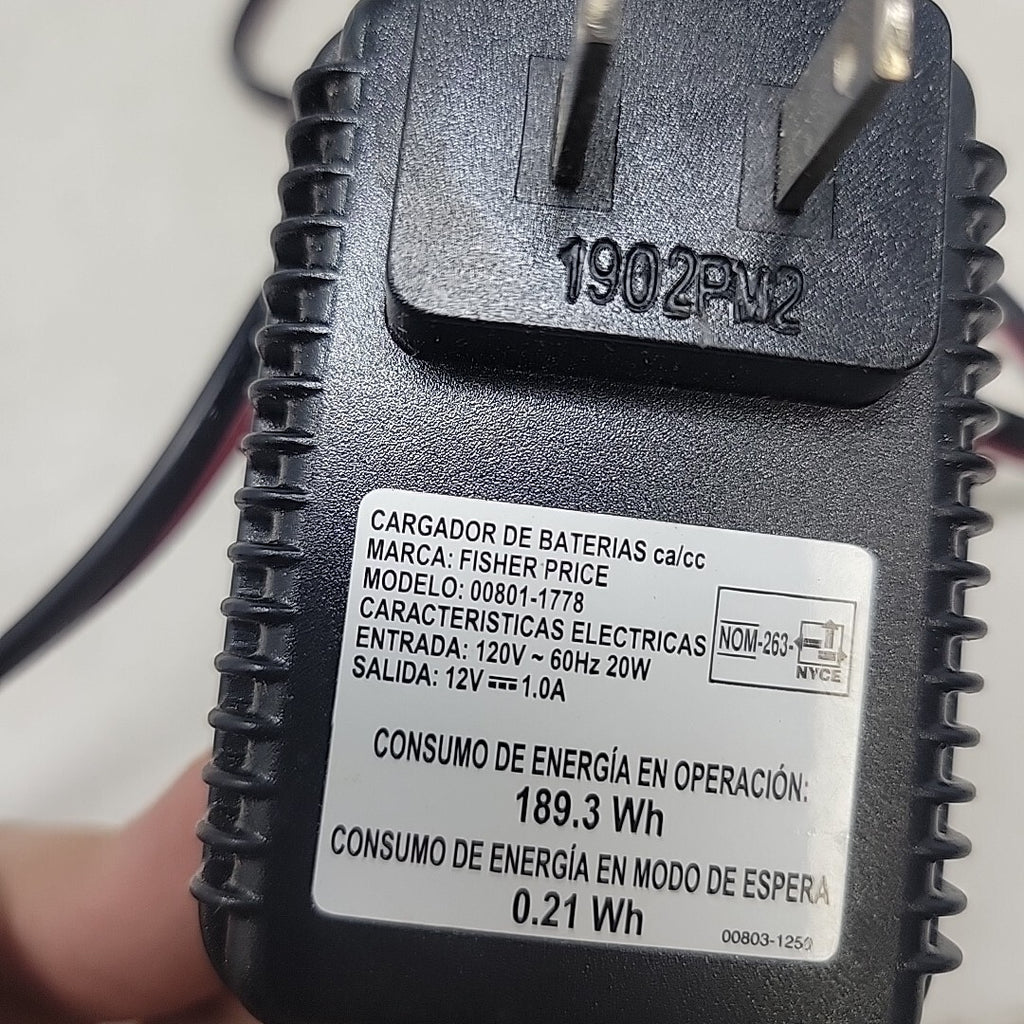 1902PW2
CARGADOR DE BATERIAS ca/cc
MARCA: FISHER PRICE
MODELO: 00801-1778
CARACTERISTICAS ELECTRICAS
ENTRADA: 120V ~ 60Hz 20W
SALIDA: 12V ⎓ 1.0A
NOM-263-
NYCE
CONSUMO DE ENERGÍA EN OPERACIÓN:
189.3 Wh
CONSUMO DE ENERGÍA EN MODO DE ESPERA
0.21 Wh
00803-1250